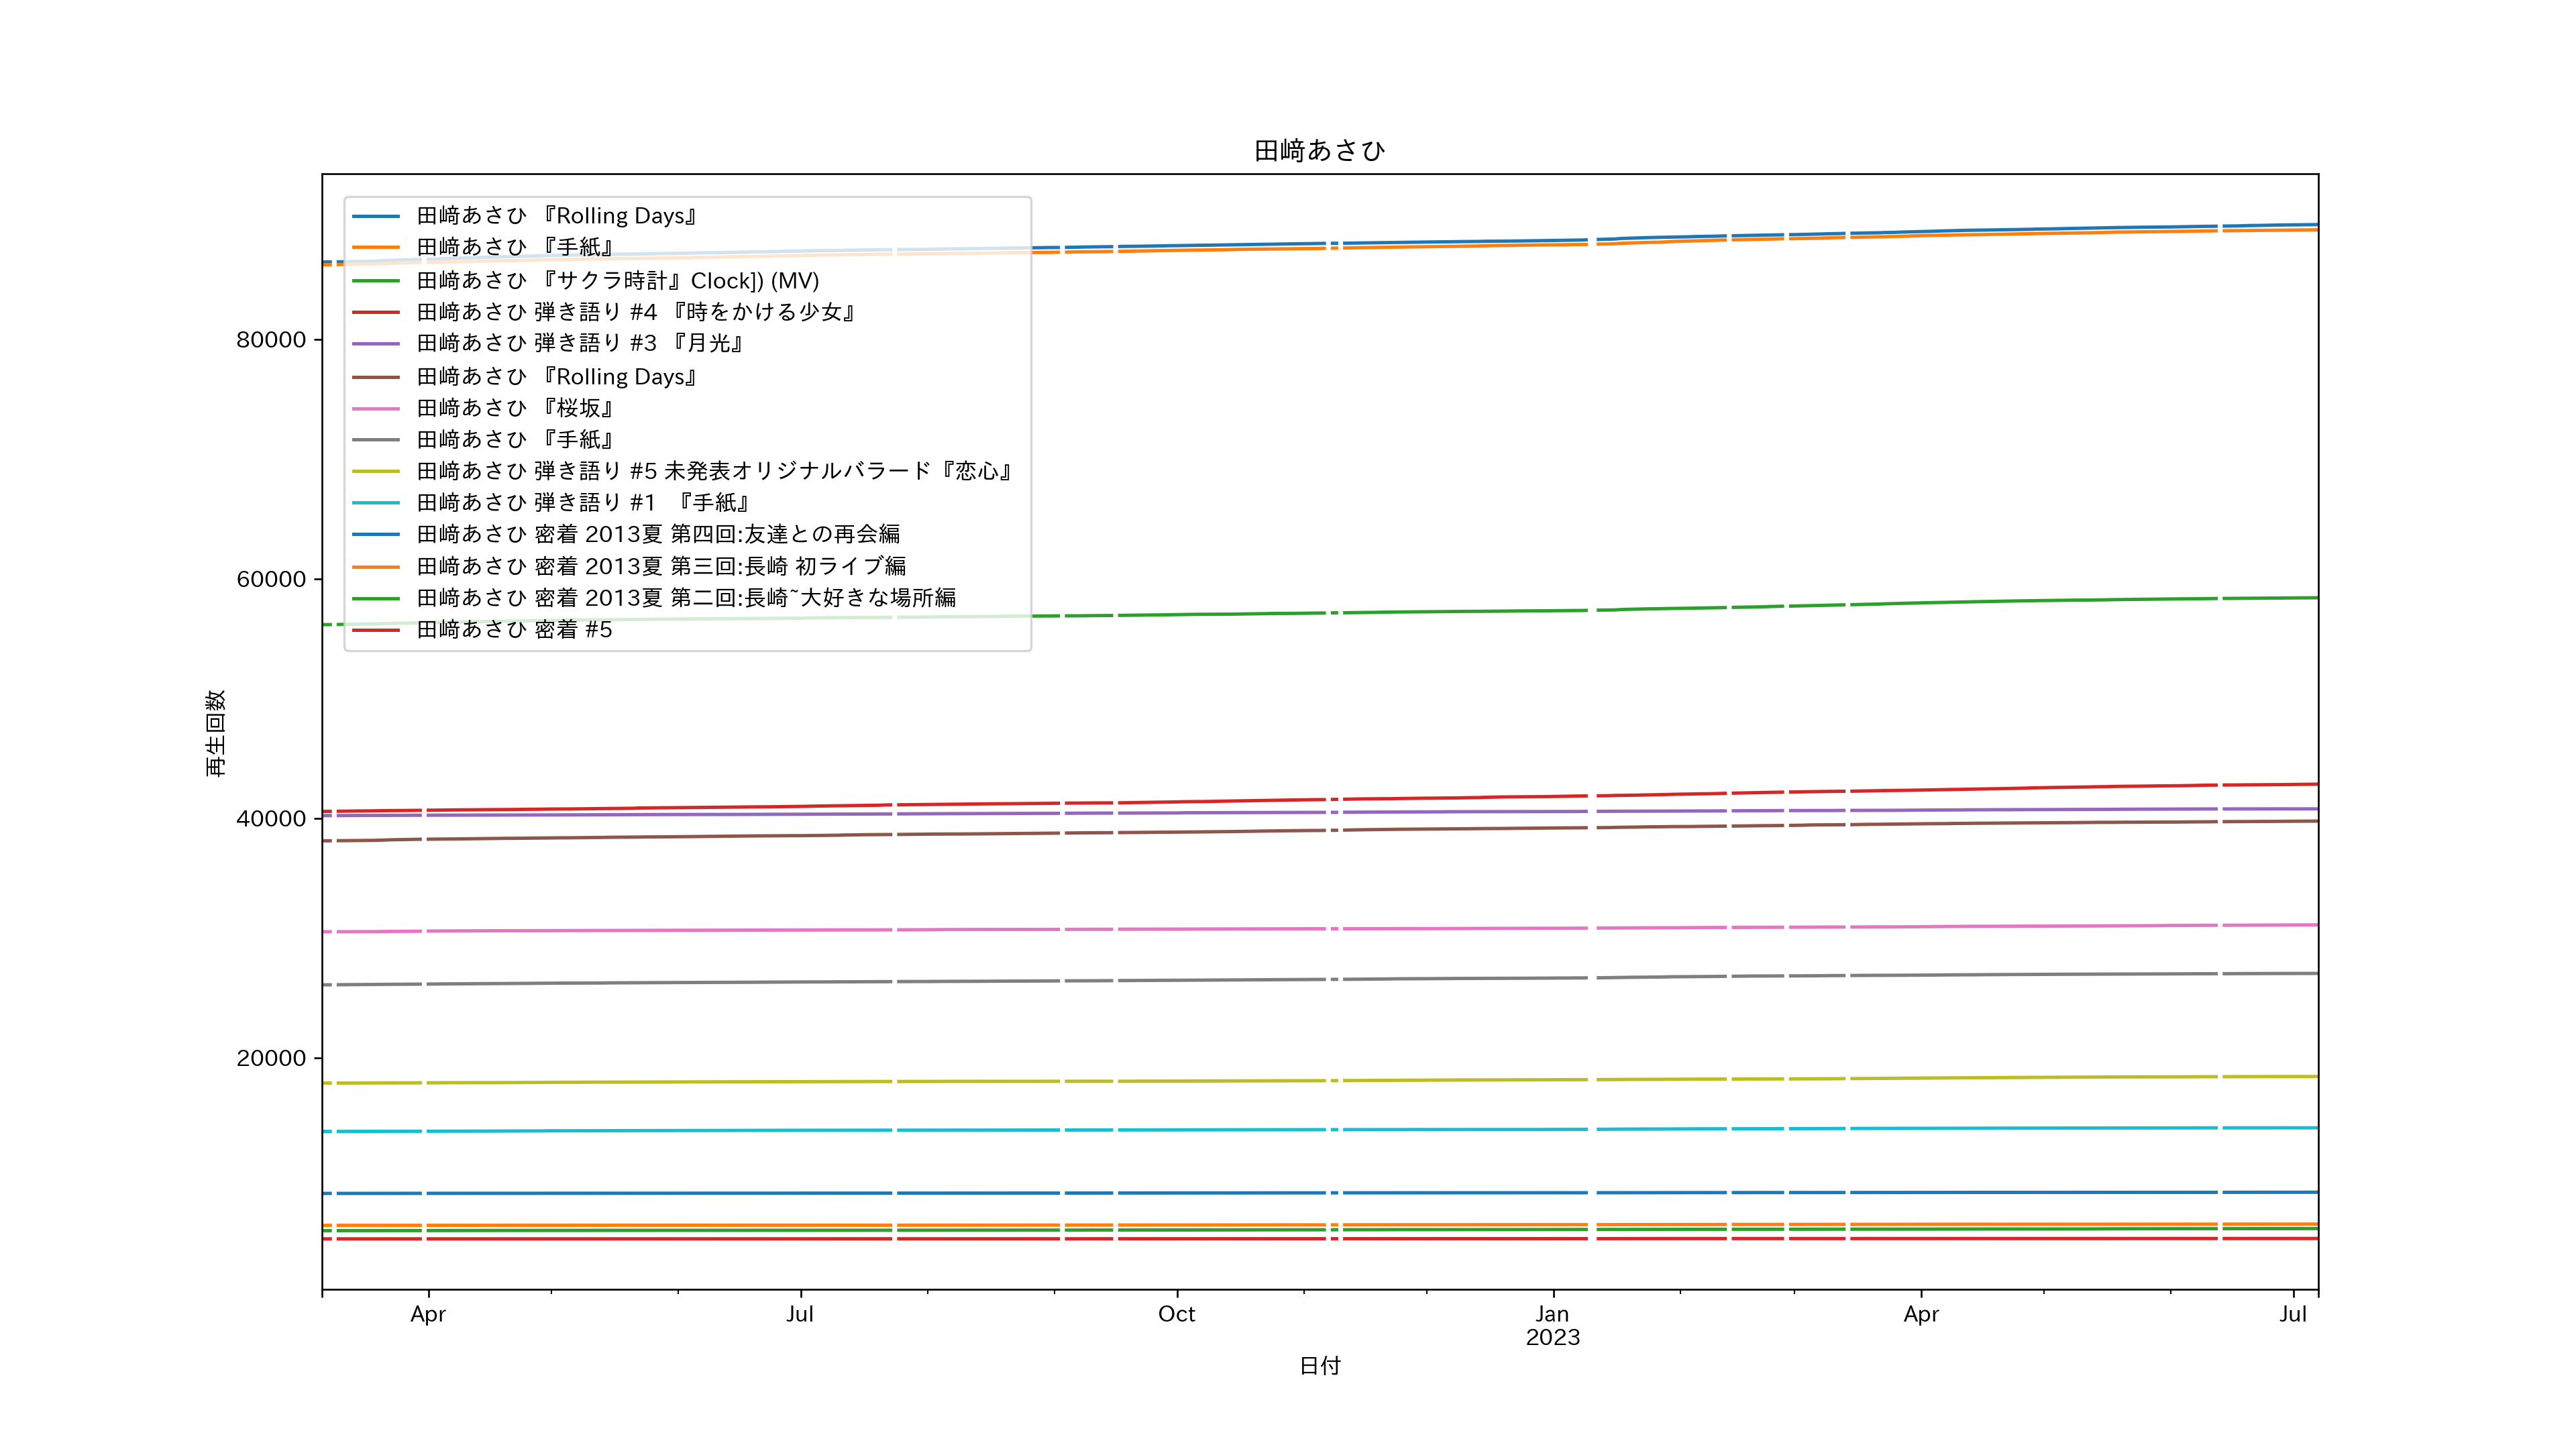 田﨑あさひ
田﨑あさひ 『Rolling Days』
田﨑あさひ 『手紙』
田﨑あさひ 『サクラ時計』Clock]) (MV)
田﨑あさひ 弾き語り #4 『時をかける少女』
田﨑あさひ 弾き語り #3 『月光』
田﨑あさひ 『Rolling Days』
田﨑あさひ 『桜坂』
田﨑あさひ 『手紙』
田﨑あさひ 弾き語り #5 未発表オリジナルバラード『恋心』
田﨑あさひ 弾き語り #1 『手紙』
田﨑あさひ 密着 2013夏 第四回:友達との再会編
田﨑あさひ 密着 2013夏 第三回:長崎 初ライブ編
田﨑あさひ 密着 2013夏 第二回:長崎~大好きな場所編
田﨑あさひ 密着 #5
80000
60000
40000
20000
再生回数
Apr Jul Oct Jan Apr Jul
2023
日付